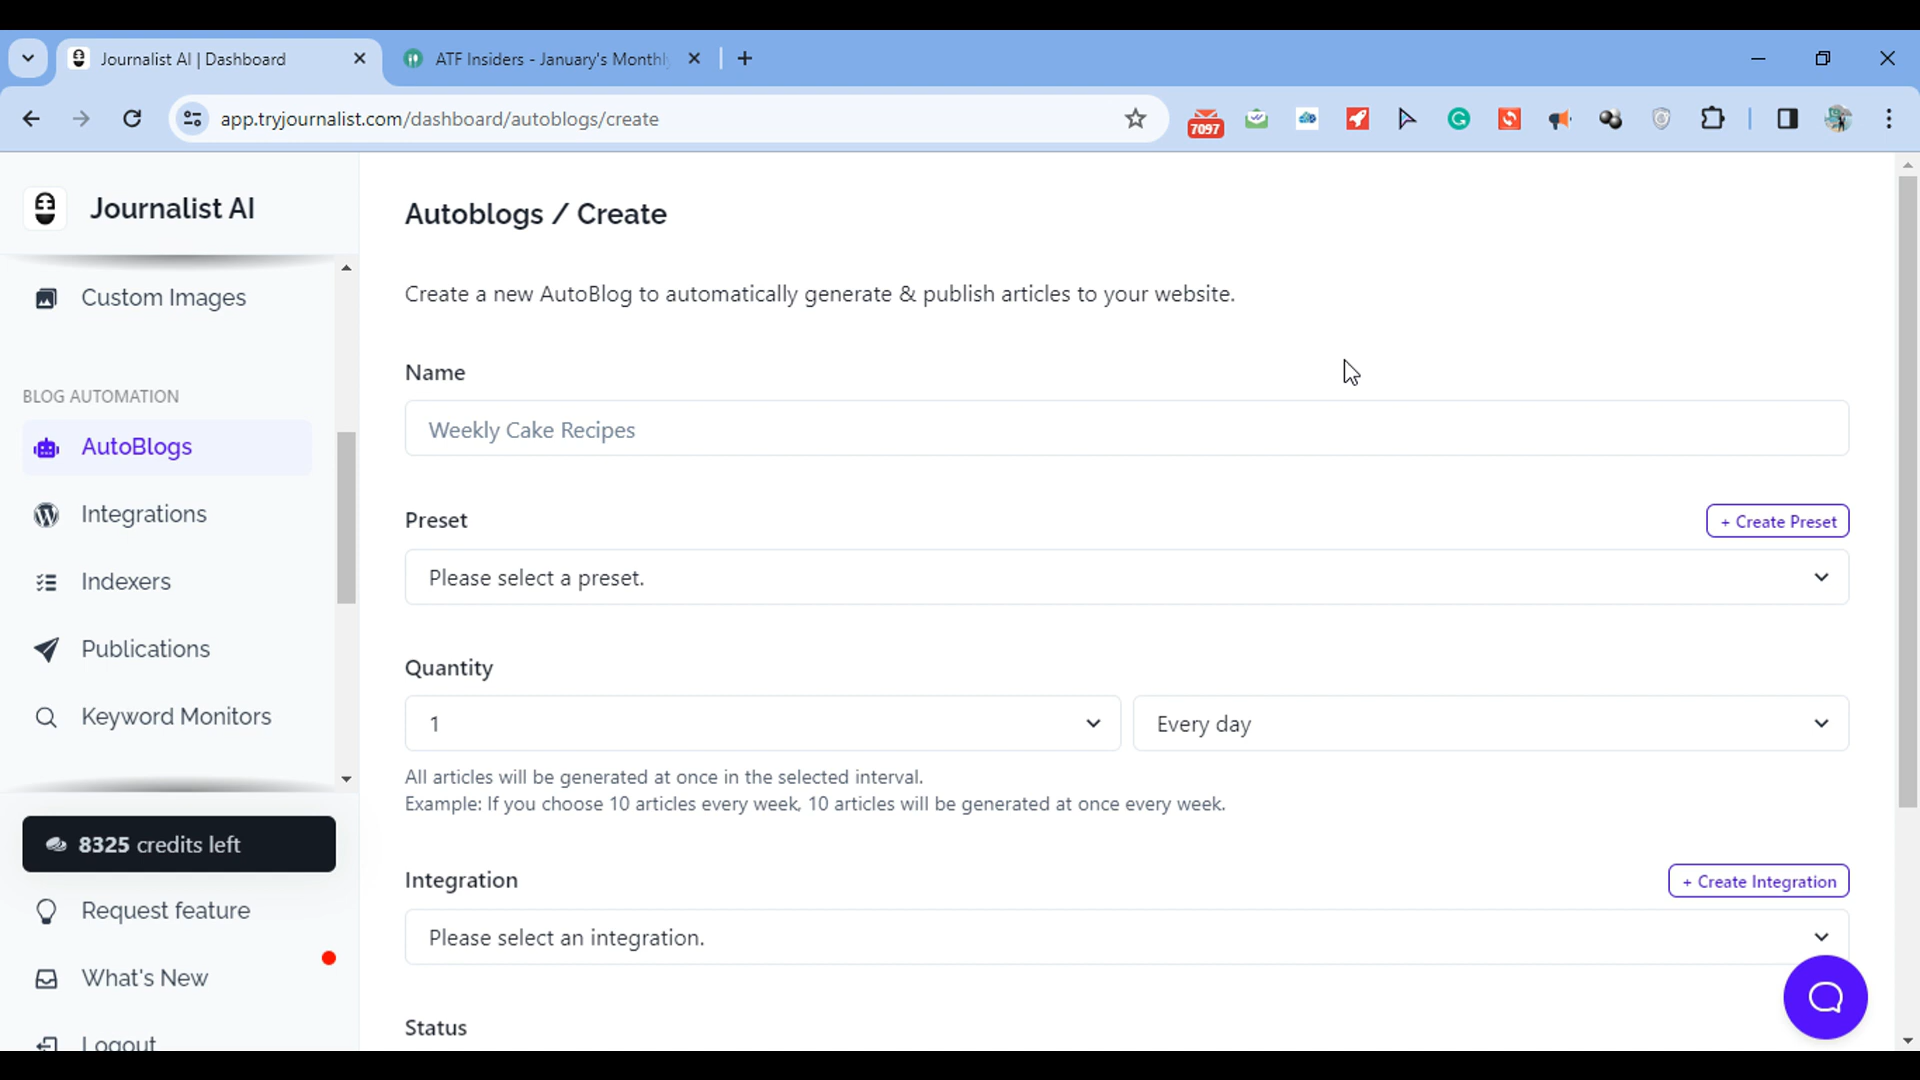 Journalist AI | Dashboard
ATF Insiders - January's Monthl
app.tryjournalist.com/dashboard/autoblogs/create
7097
Journalist AI
Custom Images
BLOG AUTOMATION
AutoBlogs
Integrations
Indexers
Publications
Keyword Monitors
8325 credits left
Request feature
What's New
Logout
Autoblogs / Create
Create a new AutoBlog to automatically generate & publish articles to your website.
Name
Weekly Cake Recipes
Preset
+ Create Preset
Please select a preset.
Quantity
1
Every day
All articles will be generated at once in the selected interval.
Example: If you choose 10 articles every week, 10 articles will be generated at once every week.
Integration
+ Create Integration
Please select an integration.
Status